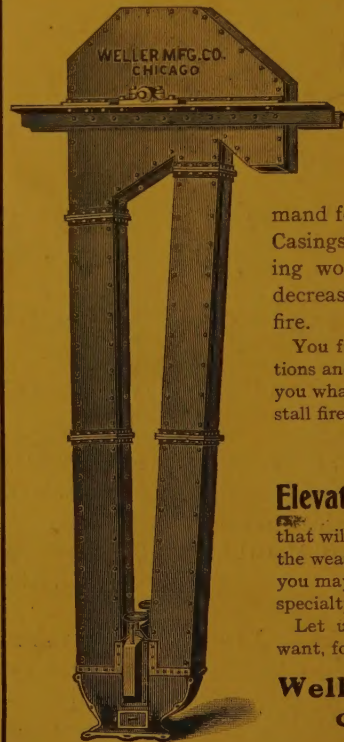 WELLER MFG. CO.
CHICAGO
mand f
Casings
ing wo
decreas
fire.
You f
tions an
you wha
stall fire
Elevat
that wil
the wea
you may
specialt
Let u
want, fo
Well
c